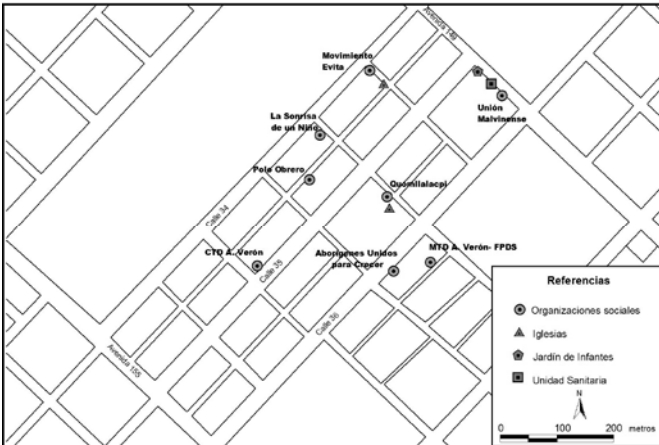 Avenida 149
Movimiento
Evita
Unión
Malvinense
La Sonrisa
de un Niño
Polo Obrero
Quomilalacpi
Calle 34
CTD A. Verón
Calle 35
Aborígenes Unidos
para Crecer
MTD A. Verón- FPDS
Calle 36
Avenida 155
Referencias
Organizaciones sociales
Iglesias
Jardín de Infantes
Unidad Sanitaria
N
0 100 200 metros